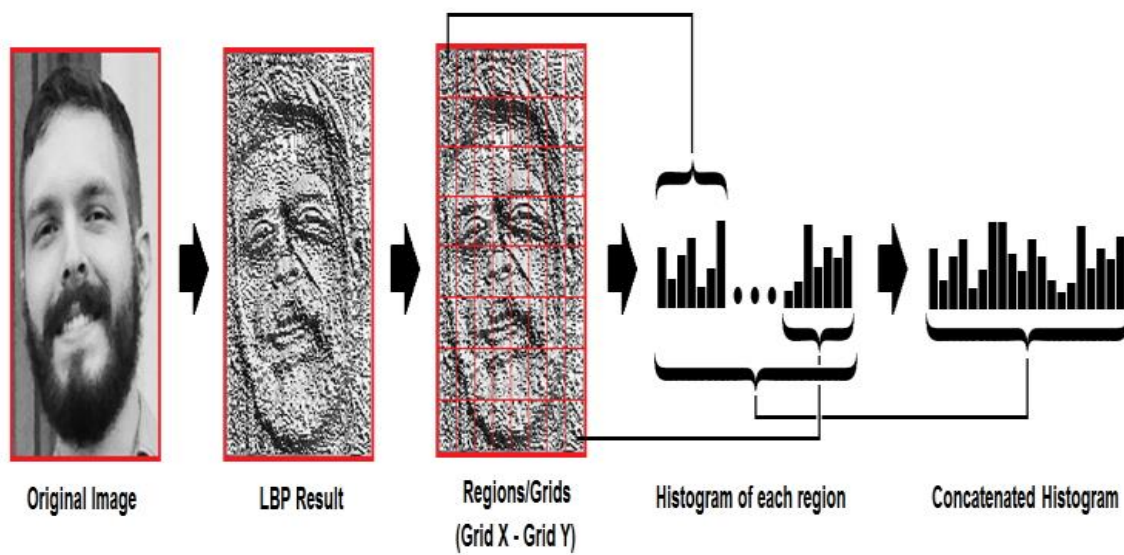 Original Image
LBP Result
Regions/Grids
(Grid X - Grid Y)
Histogram of each region
Concatenated Histogram